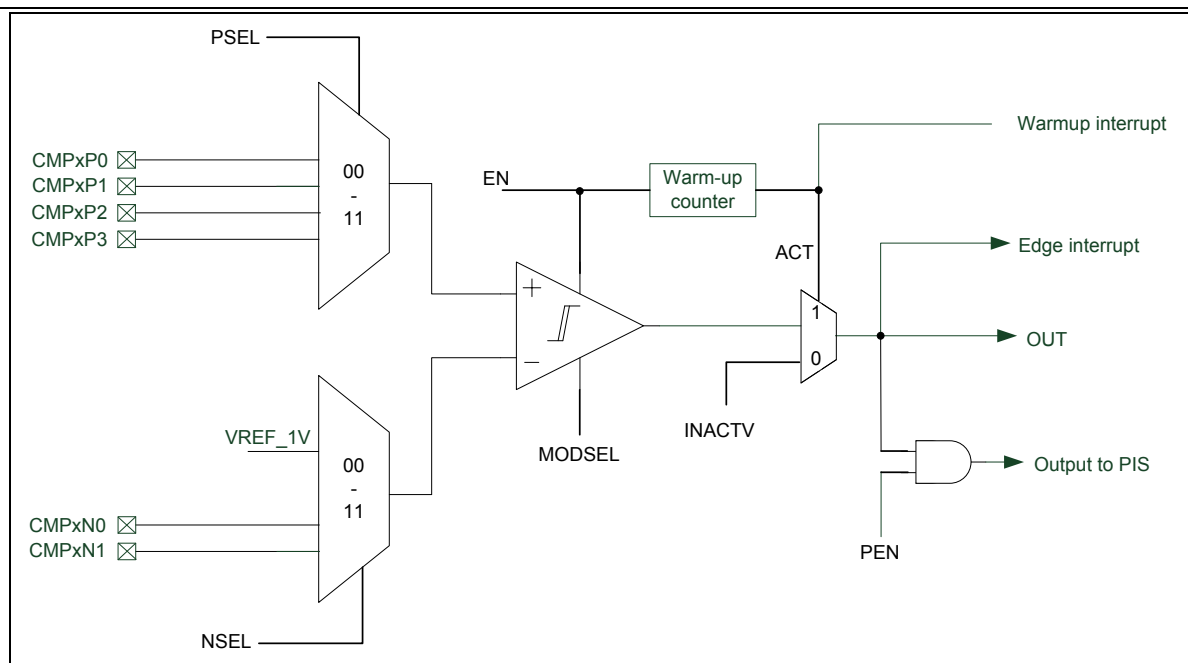 PSEL
CMPxP0
CMPxP1
CMPxP2
CMPxP3
00
-
11
EN
Warm-up
counter
Warmup interrupt
ACT
Edge interrupt
+
-
1
0
OUT
INACTV
MODSEL
VREF_1V
00
-
11
CMPxN0
CMPxN1
NSEL
Output to PIS
PEN